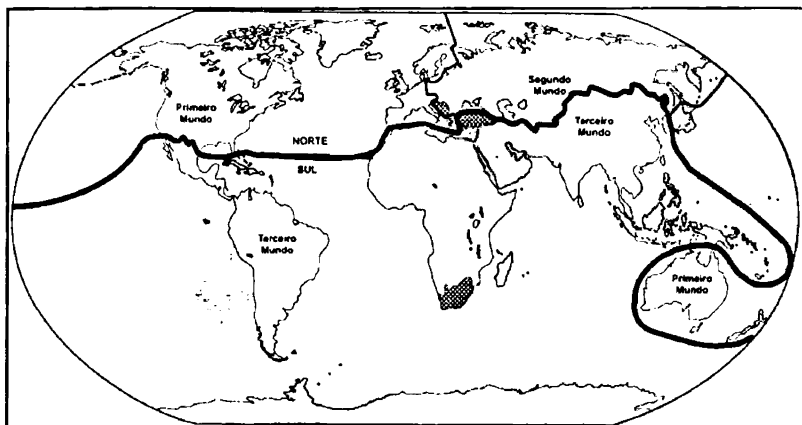 Primeiro
Mundo
Segundo
Mundo
Terceiro
Mundo
NORTE
SUL
Terceiro
Mundo
Primeiro
Mundo